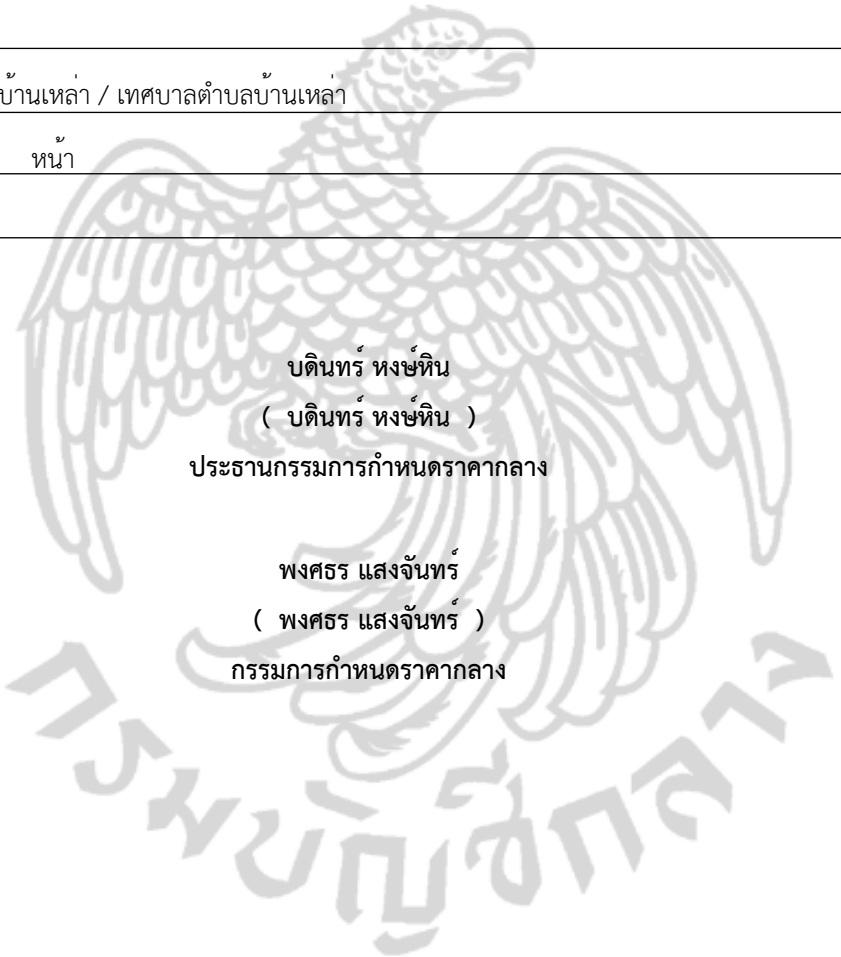 บ้านเหล่า / เทศบาลตำบลบ้านเหล่า
หน้า
บดินทร์ หงษ์หิน
( บดินทร์ หงษ์หิน )
ประธานกรรมการกำหนดราคากลาง
พงศธร แสงจันทร์
( พงศธร แสงจันทร์ )
กรรมการกำหนดราคากลาง
กรมบัญชีกลาง